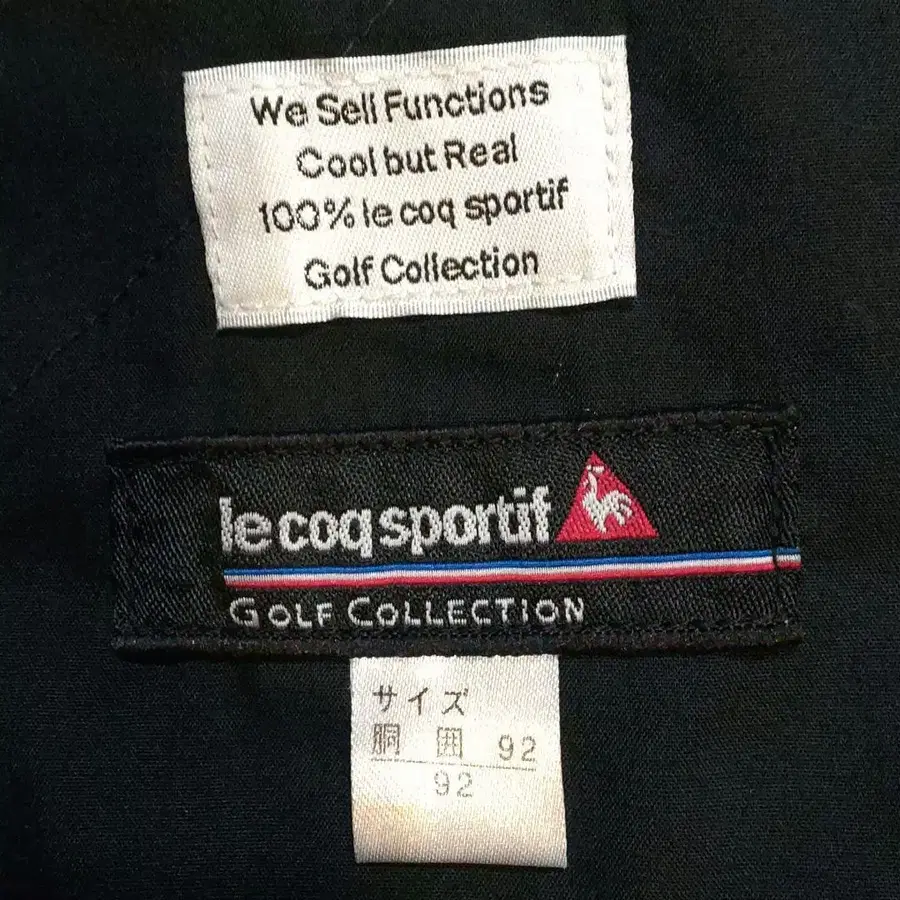 We Sell Functions
Cool but Real
100% le coq sportif
Golf Collection
le coq sportif
GOLF COLLECTION
サイズ
胴 囲 92
92